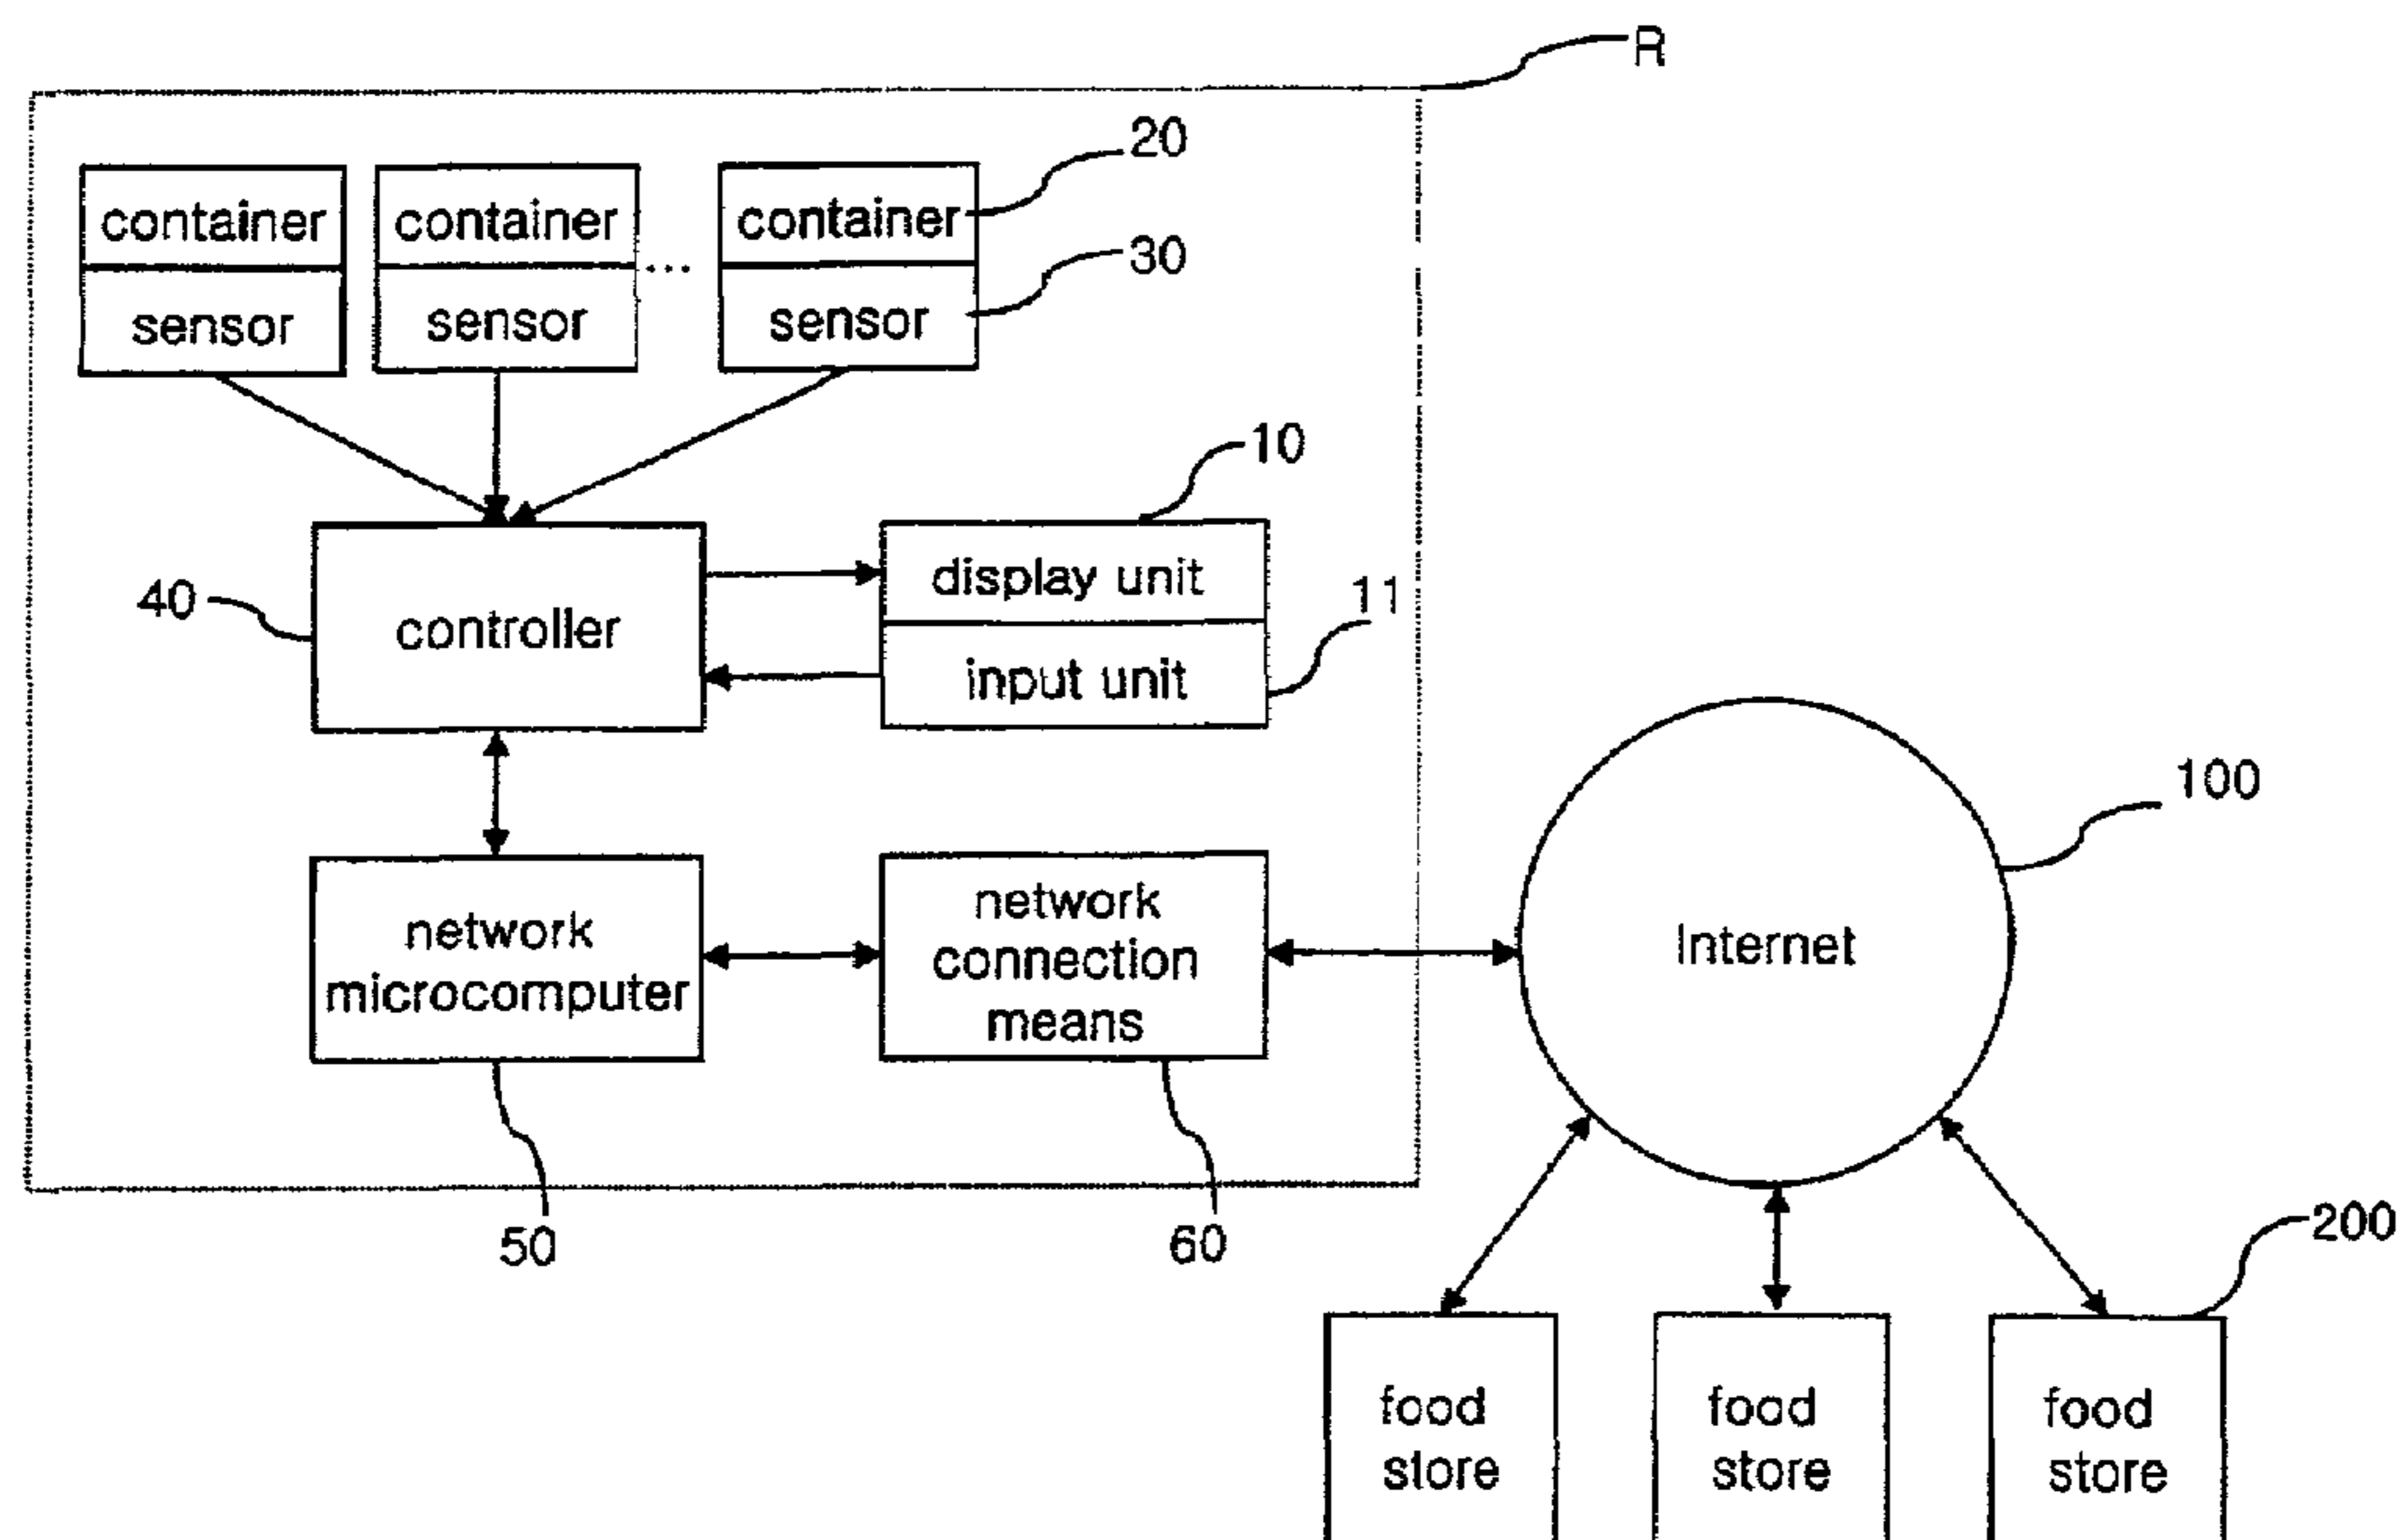 R
20
container
container
container
30
sensor
sensor
...
sensor
10
display unit
11
40
controller
input unit
100
network
microcomputer
network
connection
means
Internet
50
60
200
food
store
food
store
food
store